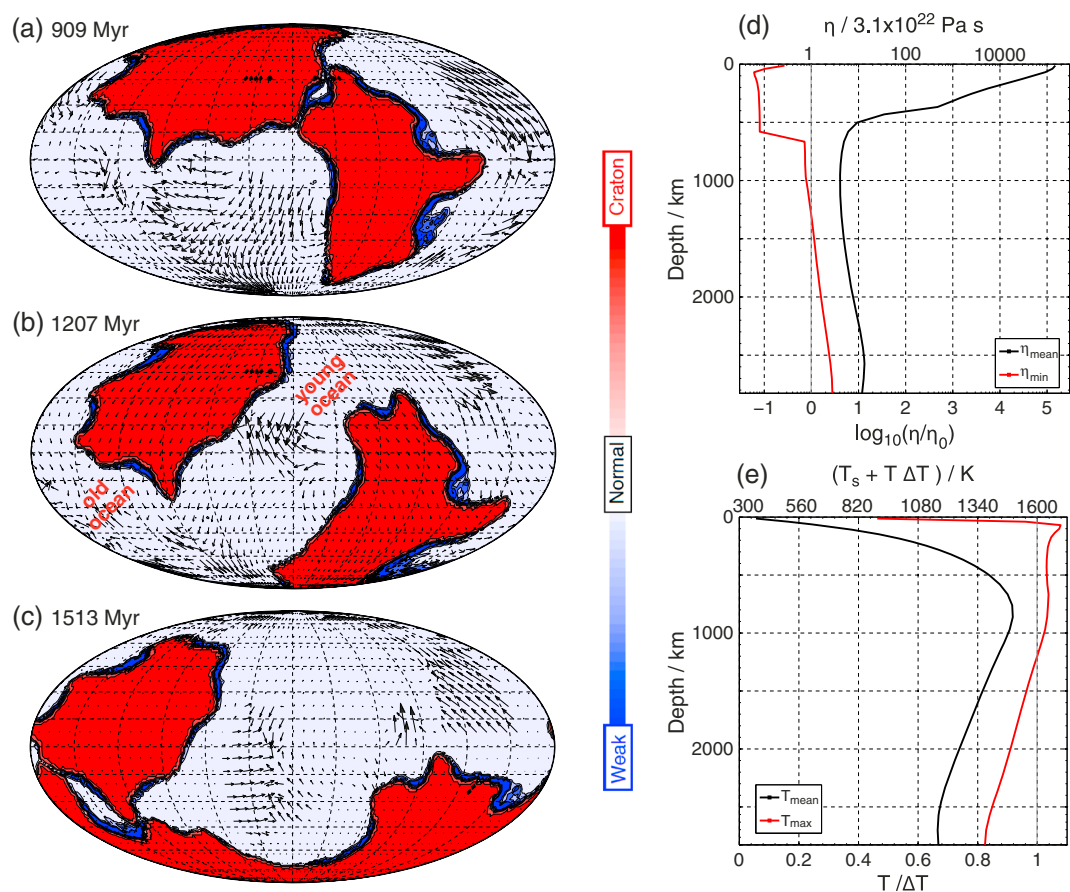 (a) 909 Myr
(b) 1207 Myr
young
ocean
old
ocean
(c) 1513 Myr
Craton
Normal
Weak
(d)
η / 3.1x10²² Pa s
1 100 10000
0
1000
2000
Depth / km
η_mean
η_min
−1 0 1 2 3 4 5
log₁₀(η/η₀)
(e)
(Tₛ + T ΔT ) / K
300 560 820 1080 1340 1600
0
1000
2000
Depth / km
T_mean
T_max
0 0.2 0.4 0.6 0.8 1
T /ΔT